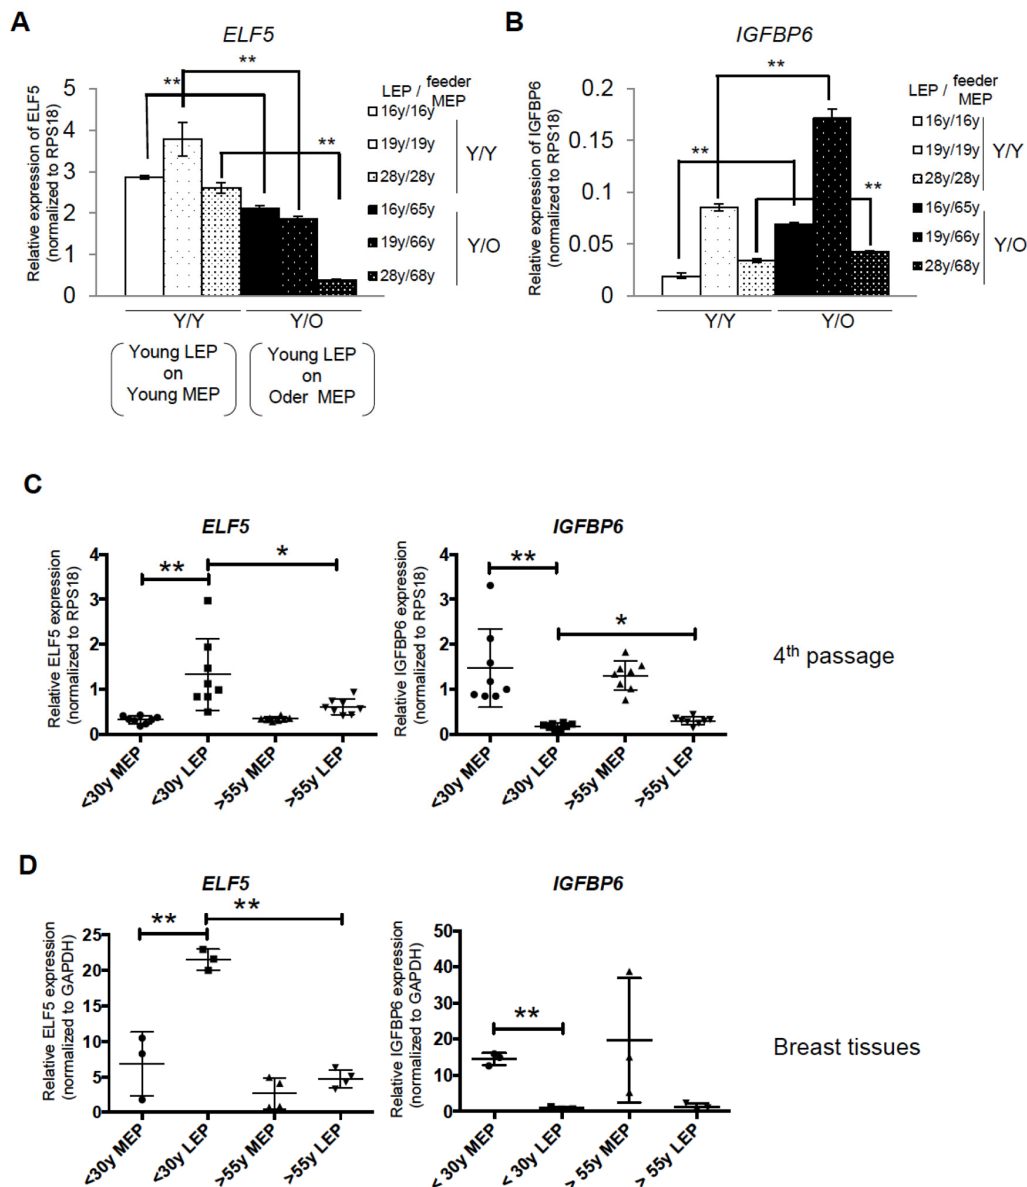 A
ELF5
Relative expression of ELF5
(normalized to RPS18)
5
4
3
2
1
0
**
**
**
LEP / feeder MEP
16y/16y
19y/19y
28y/28y
16y/65y
19y/66y
28y/68y
Y/Y
Y/O
Y/Y
Y/O
Young LEP
on
Young MEP
Young LEP
on
Oder MEP
B
IGFBP6
Relative expression of IGFBP6
(normalized to RPS18)
0.2
0.15
0.1
0.05
0
**
**
**
LEP / feeder MEP
16y/16y
19y/19y
28y/28y
16y/65y
19y/66y
28y/68y
Y/Y
Y/O
Y/Y
Y/O
C
ELF5
Relative ELF5 expression
(normalized to RPS18)
4
3
2
1
0
**
*
<30y MEP
<30y LEP
>55y MEP
>55y LEP
IGFBP6
Relative IGFBP6 expression
(normalized to RPS18)
4
3
2
1
0
**
*
<30y MEP
<30y LEP
>55y MEP
>55y LEP
4th passage
D
ELF5
Relative ELF5 expression
(normalized to GAPDH)
25
20
15
10
5
0
**
**
<30y MEP
<30y LEP
>55y MEP
>55y LEP
IGFBP6
Relative IGFBP6 expression
(normalized to GAPDH)
50
40
30
20
10
0
**
< 30y MEP
< 30y LEP
> 55y MEP
> 55y LEP
Breast tissues